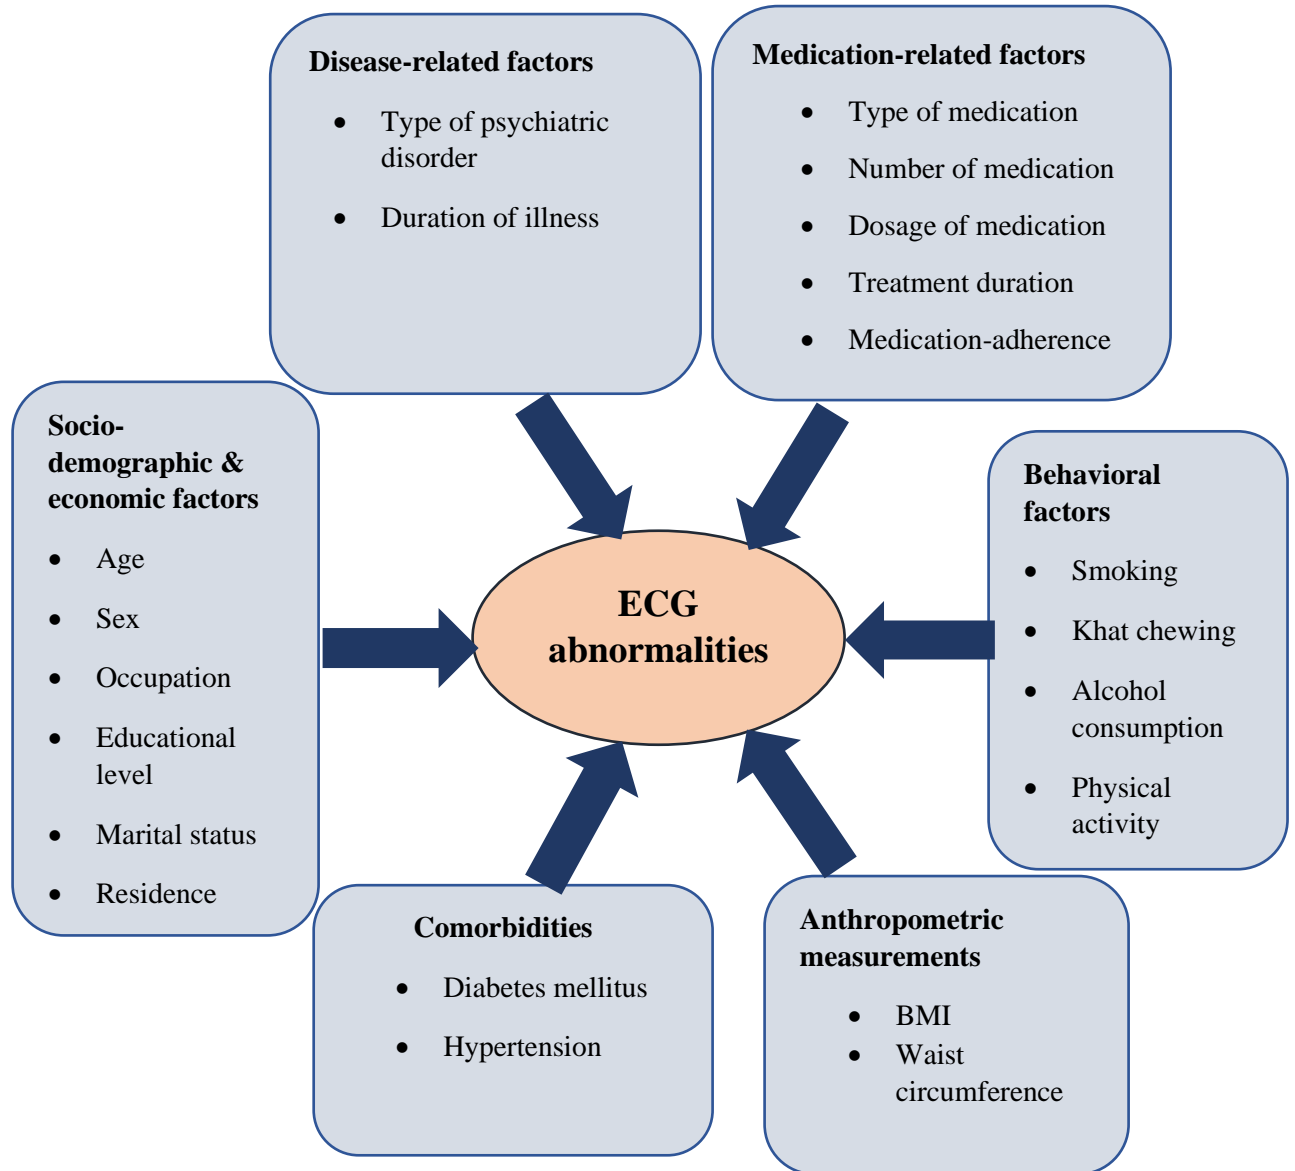 Disease-related factors
• Type of psychiatric
disorder
• Duration of illness
Medication-related factors
• Type of medication
• Number of medication
• Dosage of medication
• Treatment duration
• Medication-adherence
Socio-
demographic &
economic factors
• Age
• Sex
• Occupation
• Educational
level
• Marital status
• Residence
ECG
abnormalities
Behavioral
factors
• Smoking
• Khat chewing
• Alcohol
consumption
• Physical
activity
Comorbidities
• Diabetes mellitus
• Hypertension
Anthropometric
measurements
• BMI
• Waist
circumference